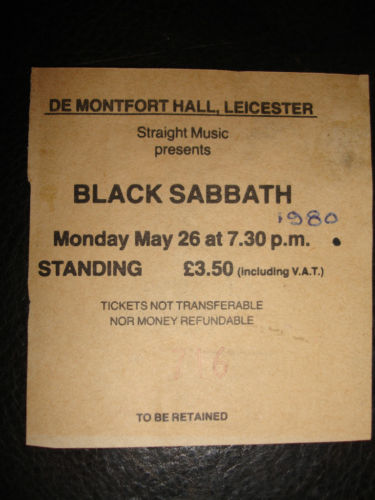 DE MONTFORT HALL, LEICESTER
Straight Music
presents
BLACK SABBATH
1980
Monday May 26 at 7.30 p.m.
STANDING £3.50 (including V.A.T.)
TICKETS NOT TRANSFERABLE
NOR MONEY REFUNDABLE
TO BE RETAINED